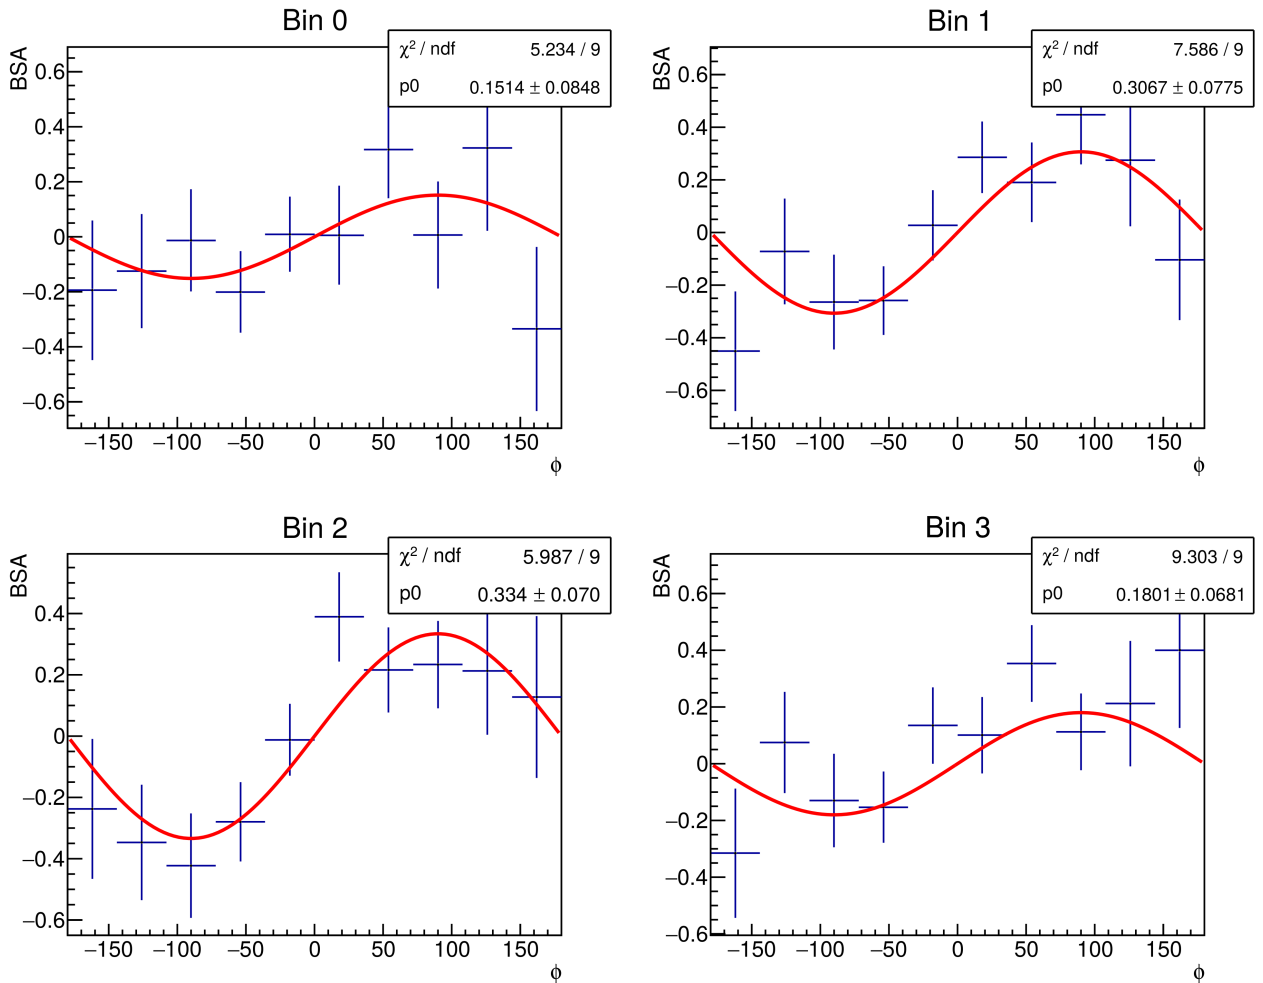 Bin 0
BSA
χ² / ndf 5.234 / 9
p0 0.1514 ± 0.0848
0.6
0.4
0.2
0
−0.2
−0.4
−0.6
−150 −100 −50 0 50 100 150
ϕ
Bin 1
BSA
χ² / ndf 7.586 / 9
p0 0.3067 ± 0.0775
0.6
0.4
0.2
0
−0.2
−0.4
−0.6
−150 −100 −50 0 50 100 150
ϕ
Bin 2
BSA
χ² / ndf 5.987 / 9
p0 0.334 ± 0.070
0.4
0.2
0
−0.2
−0.4
−0.6
−150 −100 −50 0 50 100 150
ϕ
Bin 3
BSA
χ² / ndf 9.303 / 9
p0 0.1801 ± 0.0681
0.6
0.4
0.2
0
−0.2
−0.4
−0.6
−150 −100 −50 0 50 100 150
ϕ